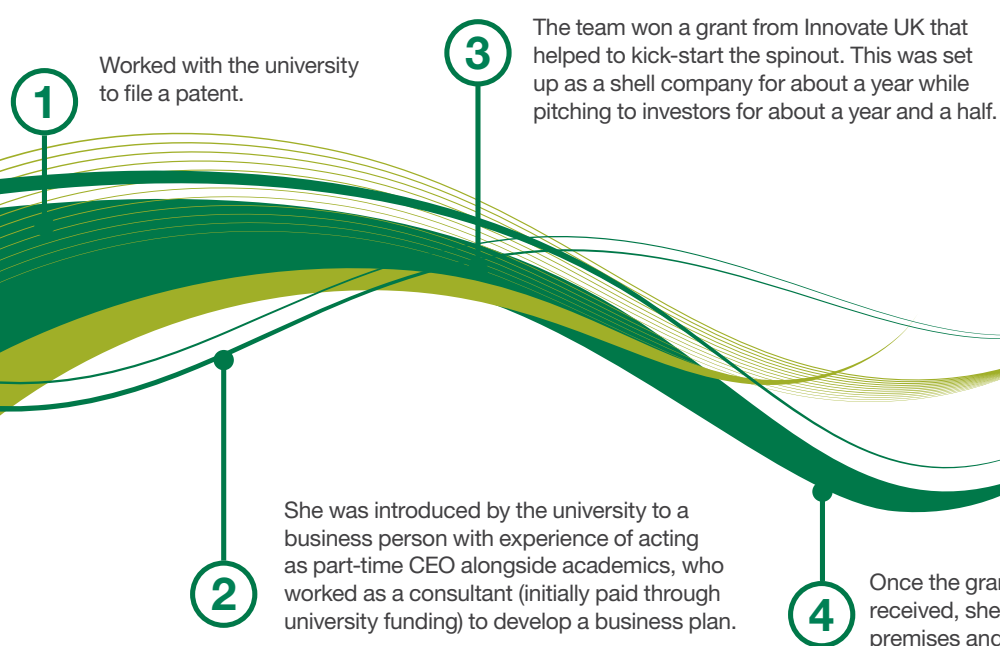 1
Worked with the university
to file a patent.
2
She was introduced by the university to a
business person with experience of acting
as part-time CEO alongside academics, who
worked as a consultant (initially paid through
university funding) to develop a business plan.
3
The team won a grant from Innovate UK that
helped to kick-start the spinout. This was set
up as a shell company for about a year while
pitching to investors for about a year and a half.
4
Once the gran
received, she
premises and